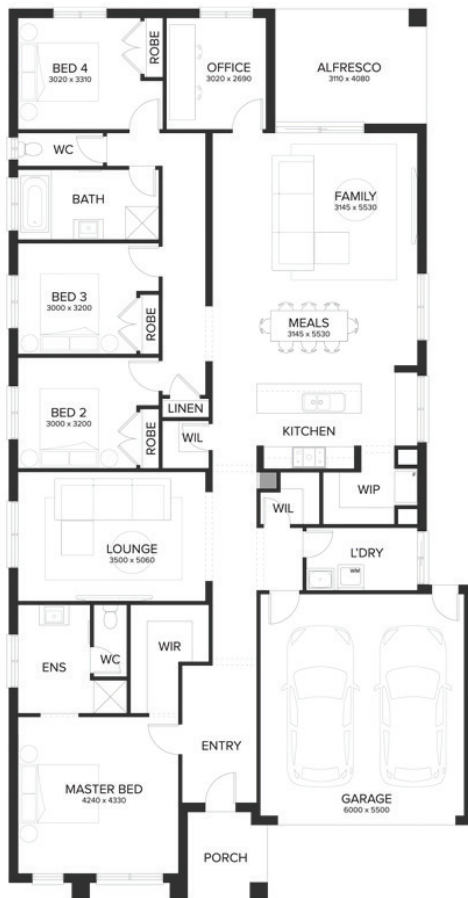 BED 4
3020 x 3310
ROBE
OFFICE
3020 x 2690
ALFRESCO
3110 x 4080
WC
BATH
FAMILY
3145 x 5530
BED 3
3000 x 3200
ROBE
MEALS
3145 x 5530
BED 2
3000 x 3200
ROBE
LINEN
WIL
KITCHEN
WIL
WIP
LOUNGE
3500 x 5060
L'DRY
WM
ENS
WC
WIR
ENTRY
MASTER BED
4240 x 4330
GARAGE
6000 x 5500
PORCH